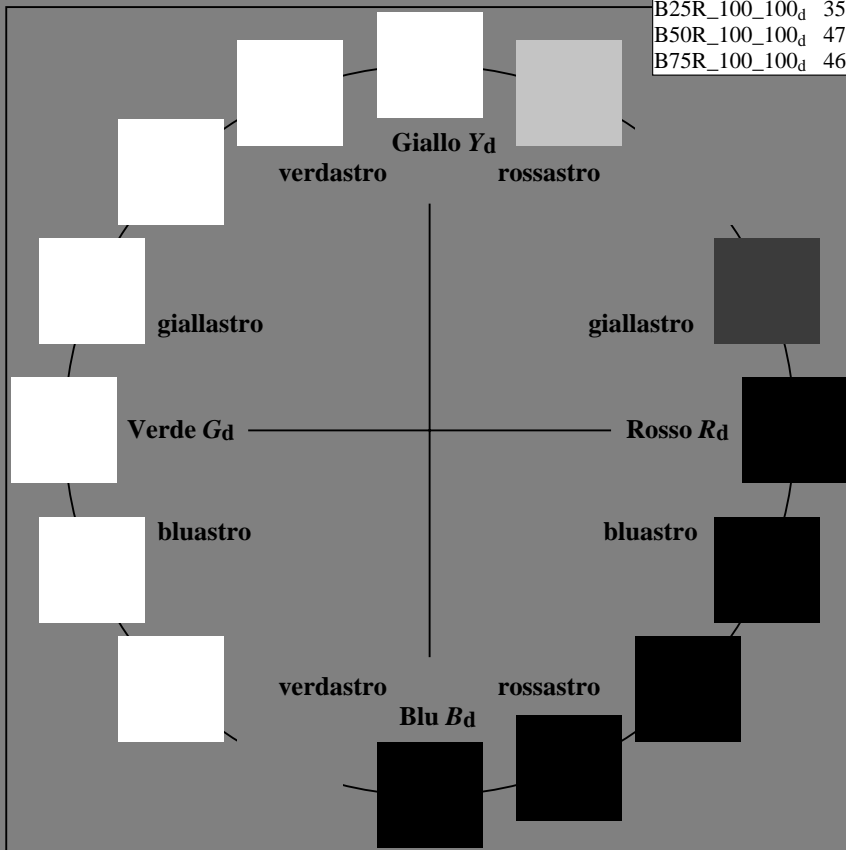 B25R_100_100d 35
B50R_100_100d 47
B75R_100_100d 46
Giallo Yd
verdastro rossastro
giallastro giallastro
Verde Gd Rosso Rd
bluastro bluastro
verdastro rossastro
Blu Bd